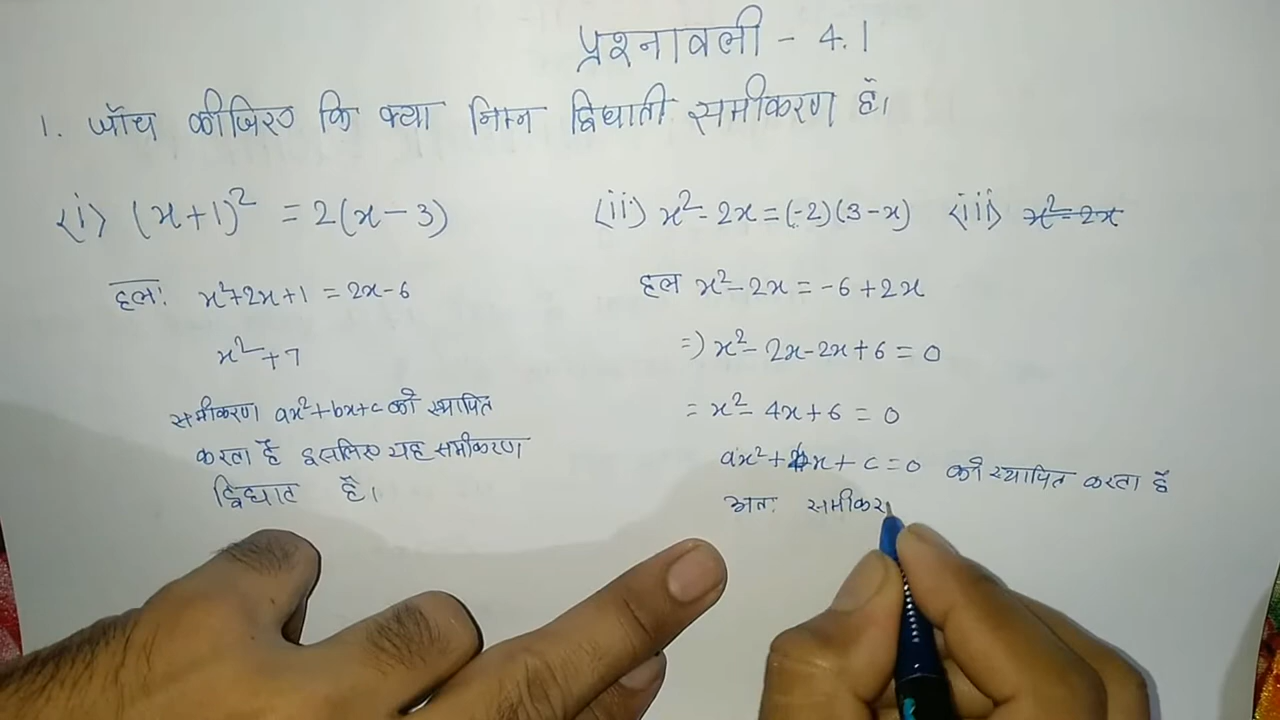 प्रश्नावली - 4.1
1. जाँच कीजिए कि क्या निम्न द्विघाती समीकरण हैं।
(i) (x+1)² = 2(x-3)
हल: x²+2x+1 = 2x-6
x²+7
समीकरण ax²+bx+c को स्थापित
करता है इसलिए यह समीकरण
द्विघात है।
(ii) x²-2x = (-2)(3-x) (iii) x²-2x
हल x²-2x = -6+2x
=) x²-2x-2x+6 = 0
= x²-4x+6 = 0
ax²+bx+c=0 को स्थापित करता है
अतः समीकर